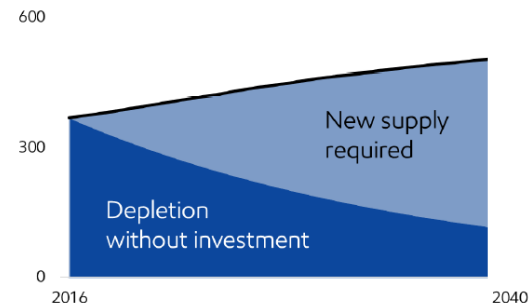 600
New supply
required
300
Depletion
without investment
0
2016
2040